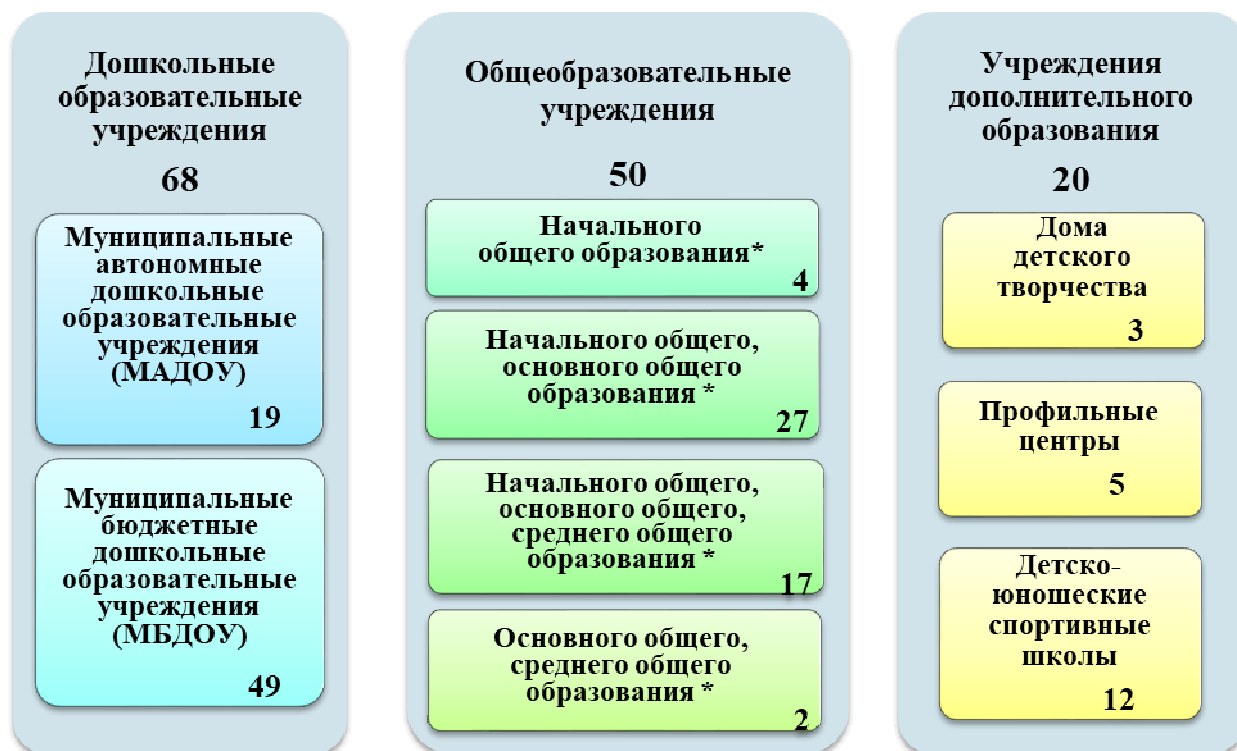 Дошкольные
образовательные
учреждения
68
Муниципальные
автономные
дошкольные
образовательные
учреждения
(МАДОУ)
19
Муниципальные
бюджетные
дошкольные
образовательные
учреждения
(МБДОУ)
49
Общеобразовательные
учреждения
50
Начального
общего образования*
4
Начального общего,
основного общего
образования *
27
Начального общего,
основного общего,
среднего общего
образования *
17
Основного общего,
среднего общего
образования *
2
Учреждения
дополнительного
образования
20
Дома
детского
творчества
3
Профильные
центры
5
Детско-
юношеские
спортивные
школы
12